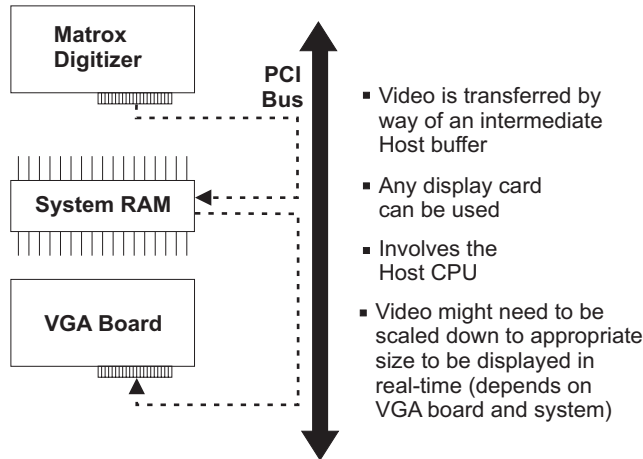 Matrox
Digitizer
PCI
Bus
System RAM
VGA Board
▪ Video is transferred by
way of an intermediate
Host buffer
▪ Any display card
can be used
▪ Involves the
Host CPU
▪ Video might need to be
scaled down to appropriate
size to be displayed in
real-time (depends on
VGA board and system)